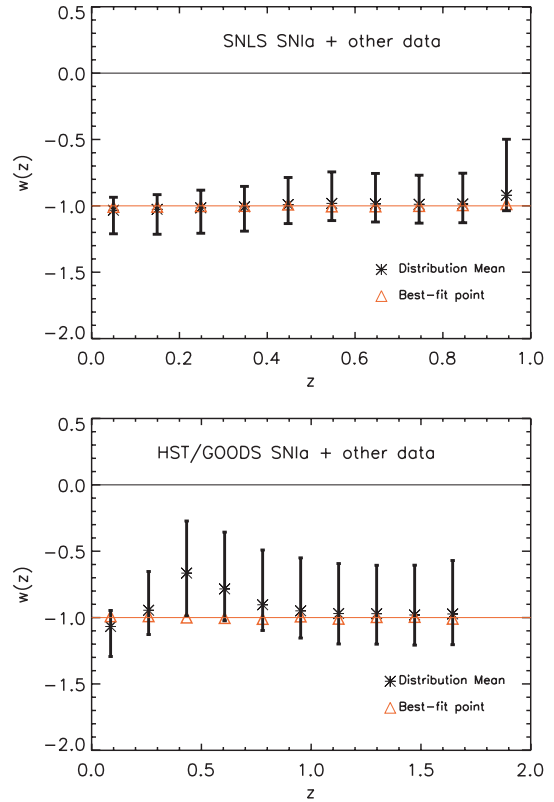 SNLS SNIa + other data
0.5
0.0
−0.5
−1.0
−1.5
−2.0
w(z)
Distribution Mean
Best−fit point
0.0 0.2 0.4 0.6 0.8 1.0
z
HST/GOODS SNIa + other data
0.5
0.0
−0.5
−1.0
−1.5
−2.0
w(z)
Distribution Mean
Best−fit point
0.0 0.5 1.0 1.5 2.0
z